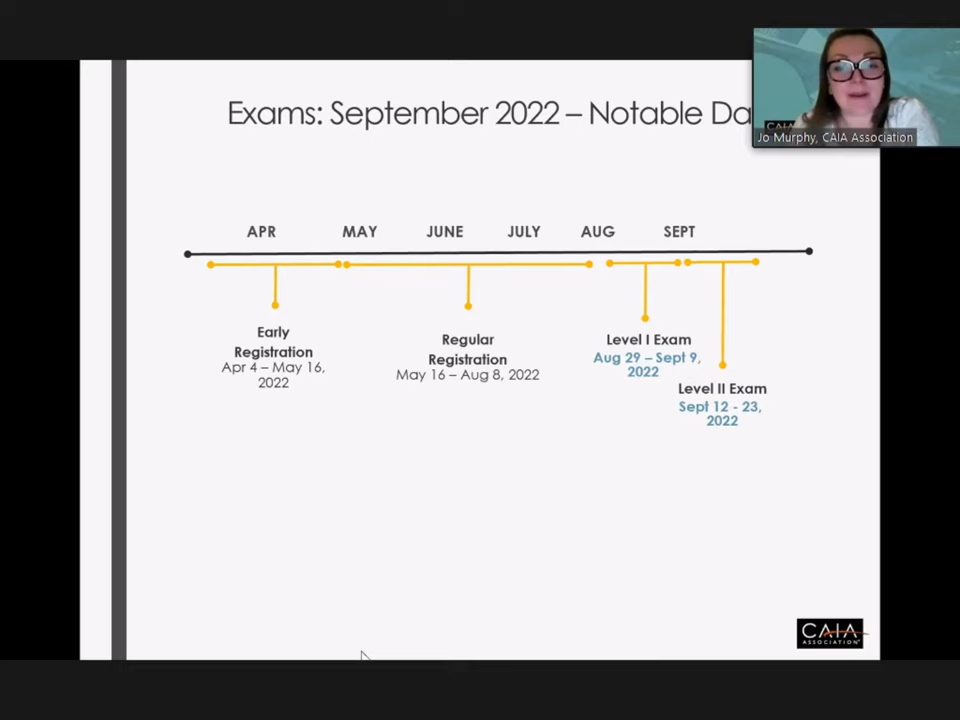 Exams: September 2022 – Notable Da
Jo Murphy, CAIA Association
APR MAY JUNE JULY AUG SEPT
Early
Registration
Apr 4 – May 16,
2022
Regular
Registration
May 16 – Aug 8, 2022
Level I Exam
Aug 29 – Sept 9,
2022
Level II Exam
Sept 12 - 23,
2022
CAIA
ASSOCIATION